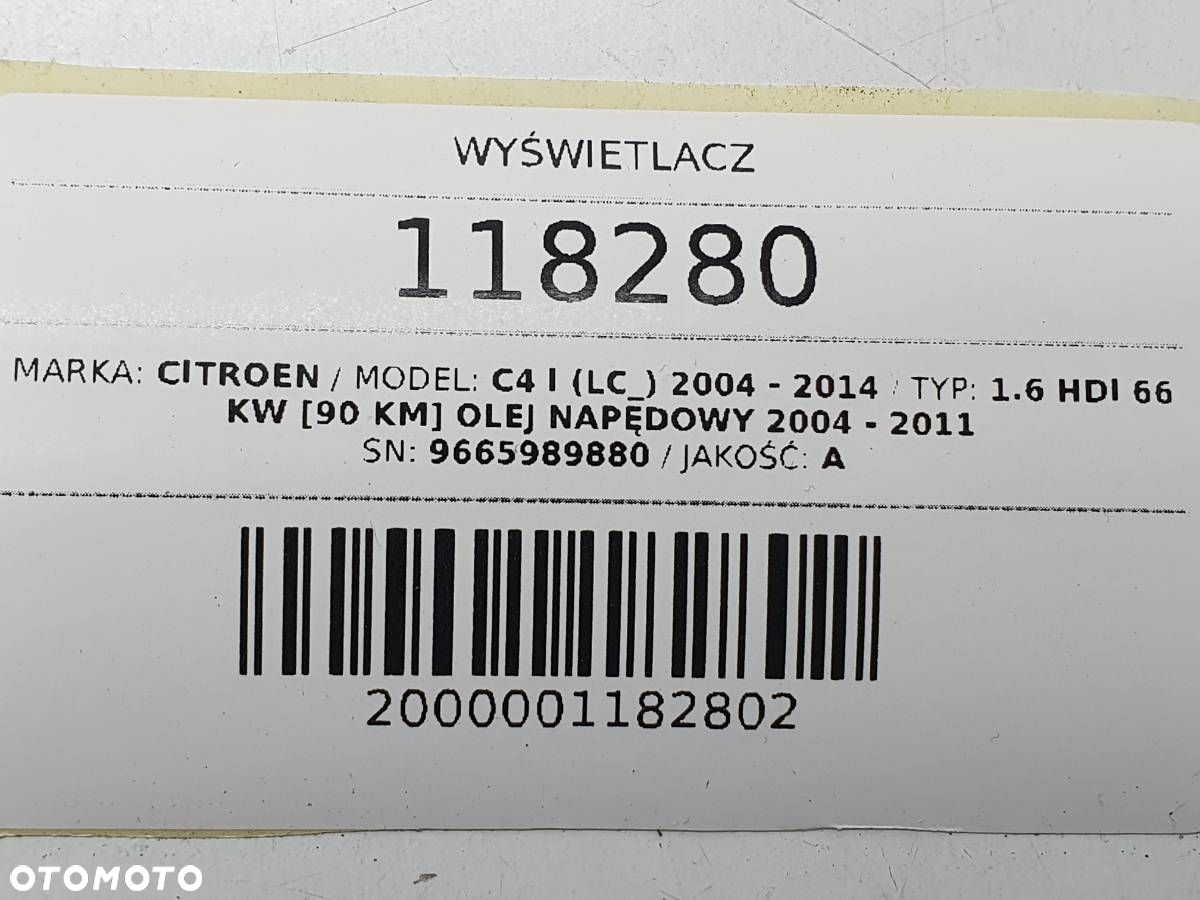 WYŚWIETLACZ
118280
MARKA: CITROEN / MODEL: C4 I (LC_) 2004 - 2014 / TYP: 1.6 HDI 66
KW [90 KM] OLEJ NAPĘDOWY 2004 - 2011
SN: 9665989880 / JAKOŚĆ: A
2000001182802
OTOMOTO